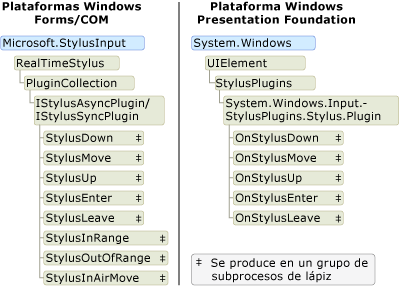 Plataformas Windows
Forms/COM
Microsoft.StylusInput
RealTimeStylus
PluginCollection
IStylusAsyncPlugin/
IStylusSyncPlugin
StylusDown ‡
StylusMove ‡
StylusUp ‡
StylusEnter ‡
StylusLeave ‡
StylusInRange ‡
StylusOutOfRange ‡
StylusInAirMove ‡
Plataforma Windows
Presentation Foundation
System.Windows
UIElement
StylusPlugins
System.Windows.Input.-
StylusPlugins.Stylus.Plugin
OnStylusDown ‡
OnStylusMove ‡
OnStylusUp ‡
OnStylusEnter ‡
OnStylusLeave ‡
‡ Se produce en un grupo de
subprocesos de lápiz